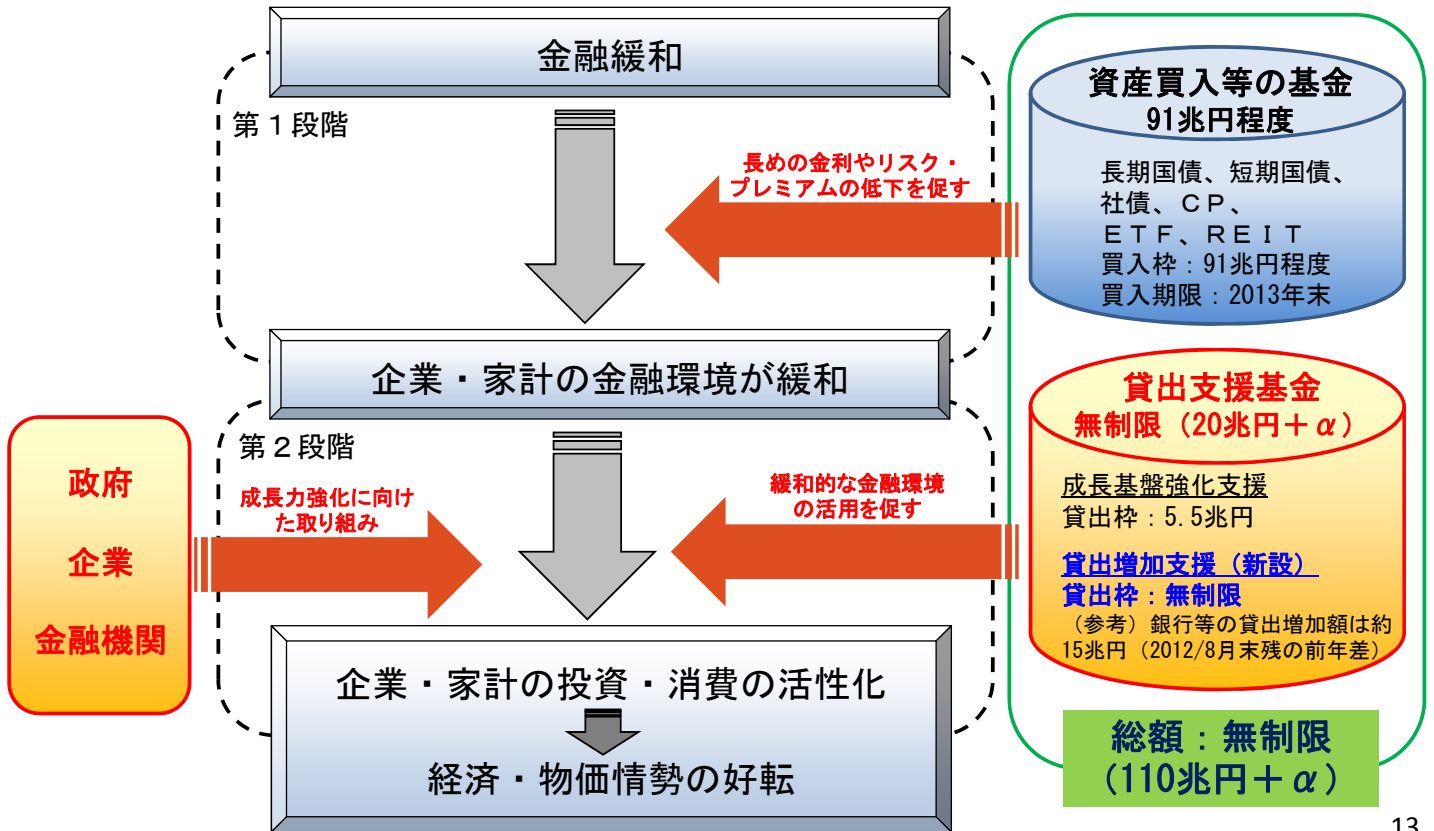 金融緩和
第１段階
長めの金利やリスク・
プレミアムの低下を促す
企業・家計の金融環境が緩和
第２段階
政府
企業
金融機関
成長力強化に向け
た取り組み
緩和的な金融環境
の活用を促す
企業・家計の投資・消費の活性化
経済・物価情勢の好転
資産買入等の基金
91兆円程度
長期国債、短期国債、
社債、ＣＰ、
ＥＴＦ、ＲＥＩＴ
買入枠：91兆円程度
買入期限：2013年末
貸出支援基金
無制限（20兆円＋α）
成長基盤強化支援
貸出枠：5.5兆円
貸出増加支援（新設）
貸出枠：無制限
（参考）銀行等の貸出増加額は約
15兆円（2012/8月末残の前年差）
総額：無制限
（110兆円＋α）
13